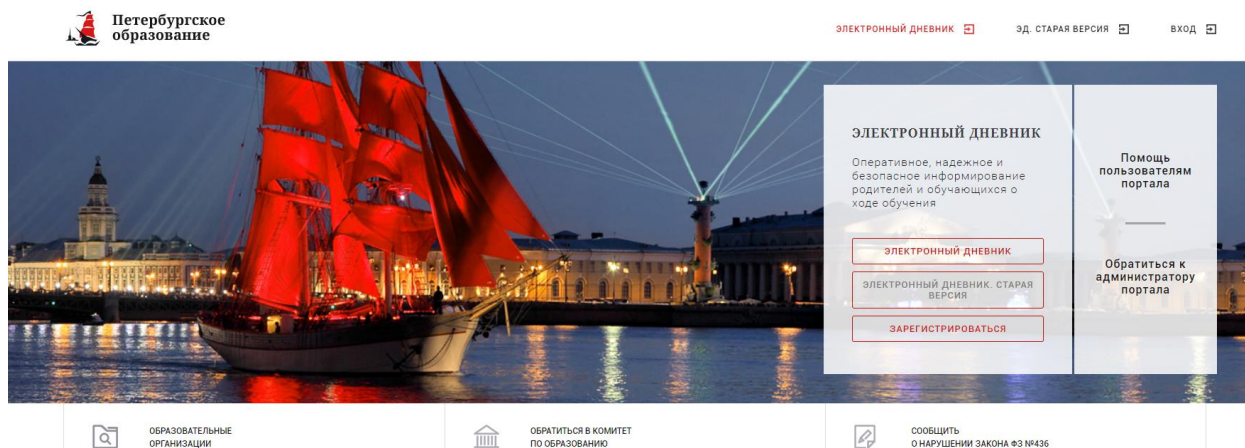 Петербургское
образование
ЭЛЕКТРОННЫЙ ДНЕВНИК
ЭД. СТАРАЯ ВЕРСИЯ
ВХОД
ЭЛЕКТРОННЫЙ ДНЕВНИК
Оперативное, надежное и
безопасное информирование
родителей и обучающихся о
ходе обучения
ЭЛЕКТРОННЫЙ ДНЕВНИК
ЭЛЕКТРОННЫЙ ДНЕВНИК. СТАРАЯ
ВЕРСИЯ
ЗАРЕГИСТРИРОВАТЬСЯ
Помощь
пользователям
портала
Обратиться к
администратору
портала
ОБРАЗОВАТЕЛЬНЫЕ
ОРГАНИЗАЦИИ
ОБРАТИТЬСЯ В КОМИТЕТ
ПО ОБРАЗОВАНИЮ
СООБЩИТЬ
О НАРУШЕНИИ ЗАКОНА ФЗ №436